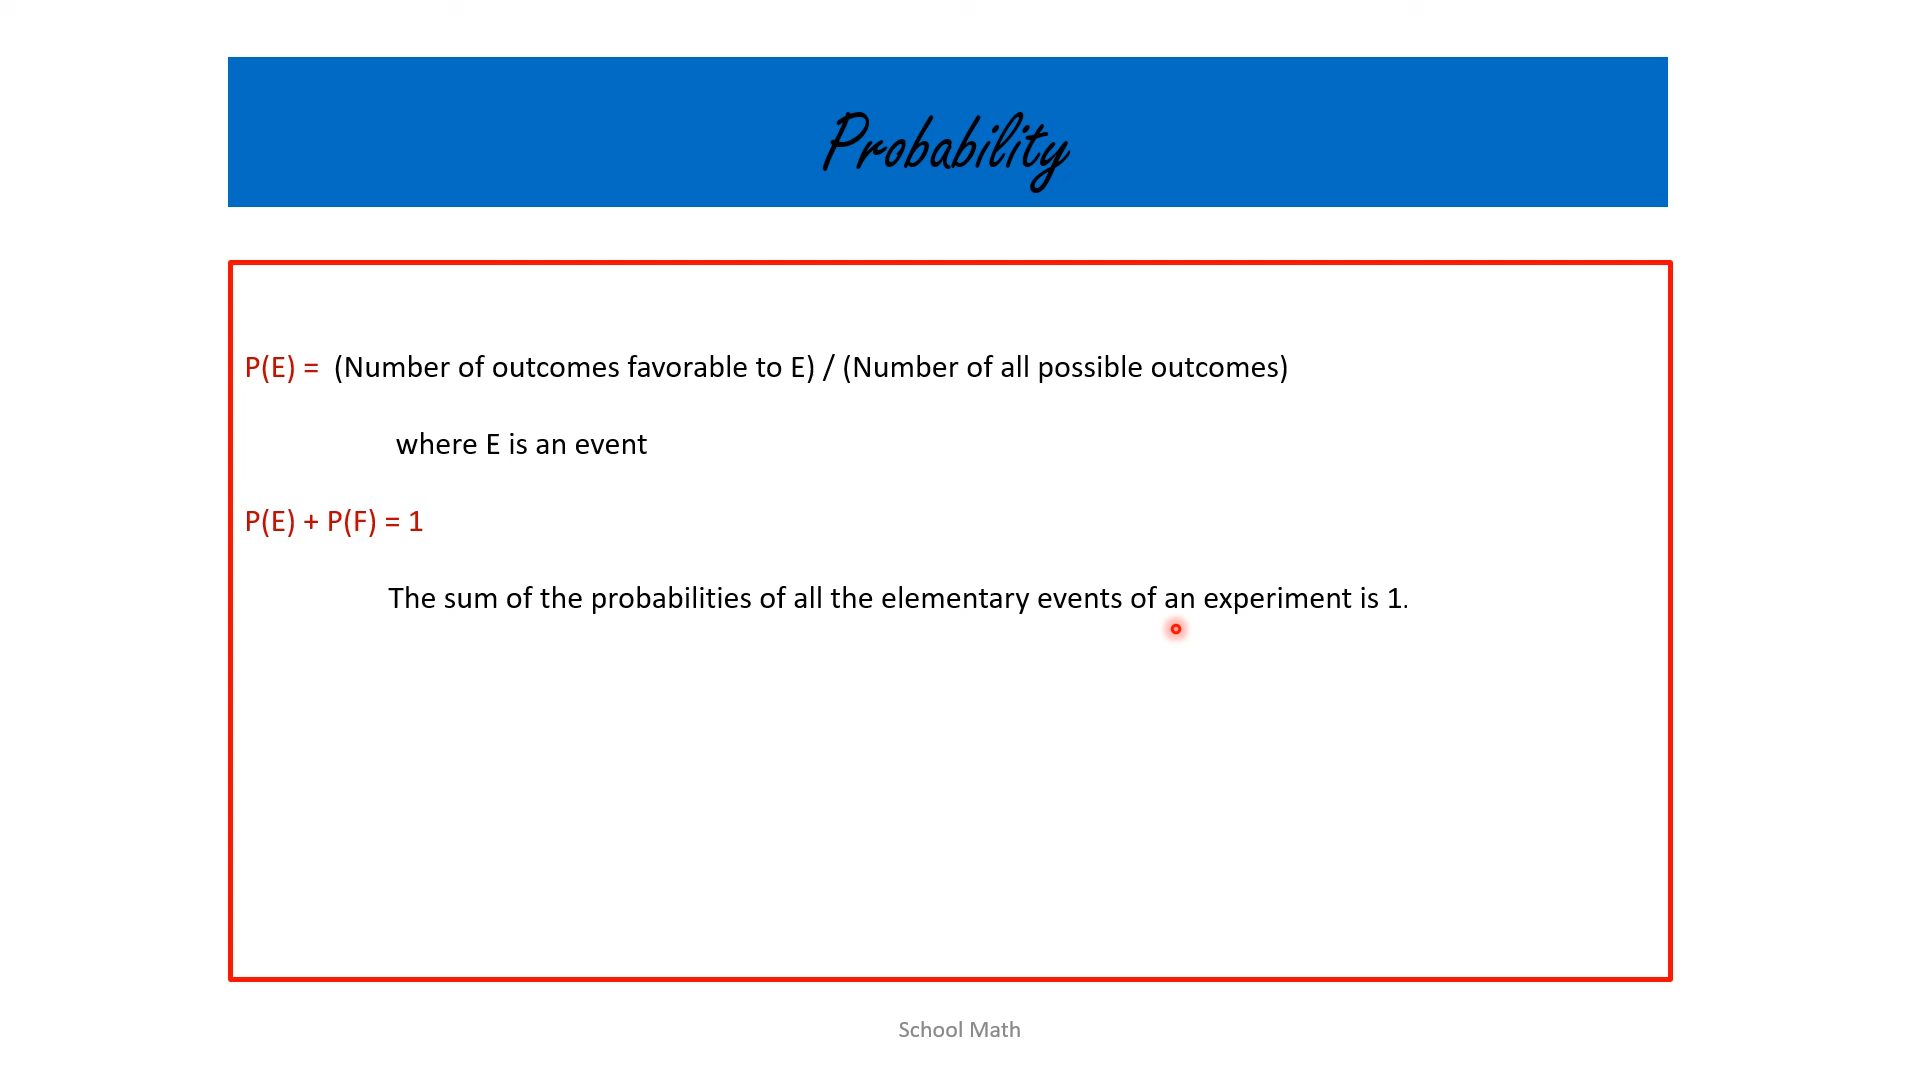 Probability
P(E) = (Number of outcomes favorable to E) / (Number of all possible outcomes)
where E is an event
P(E) + P(F) = 1
The sum of the probabilities of all the elementary events of an experiment is 1.
School Math